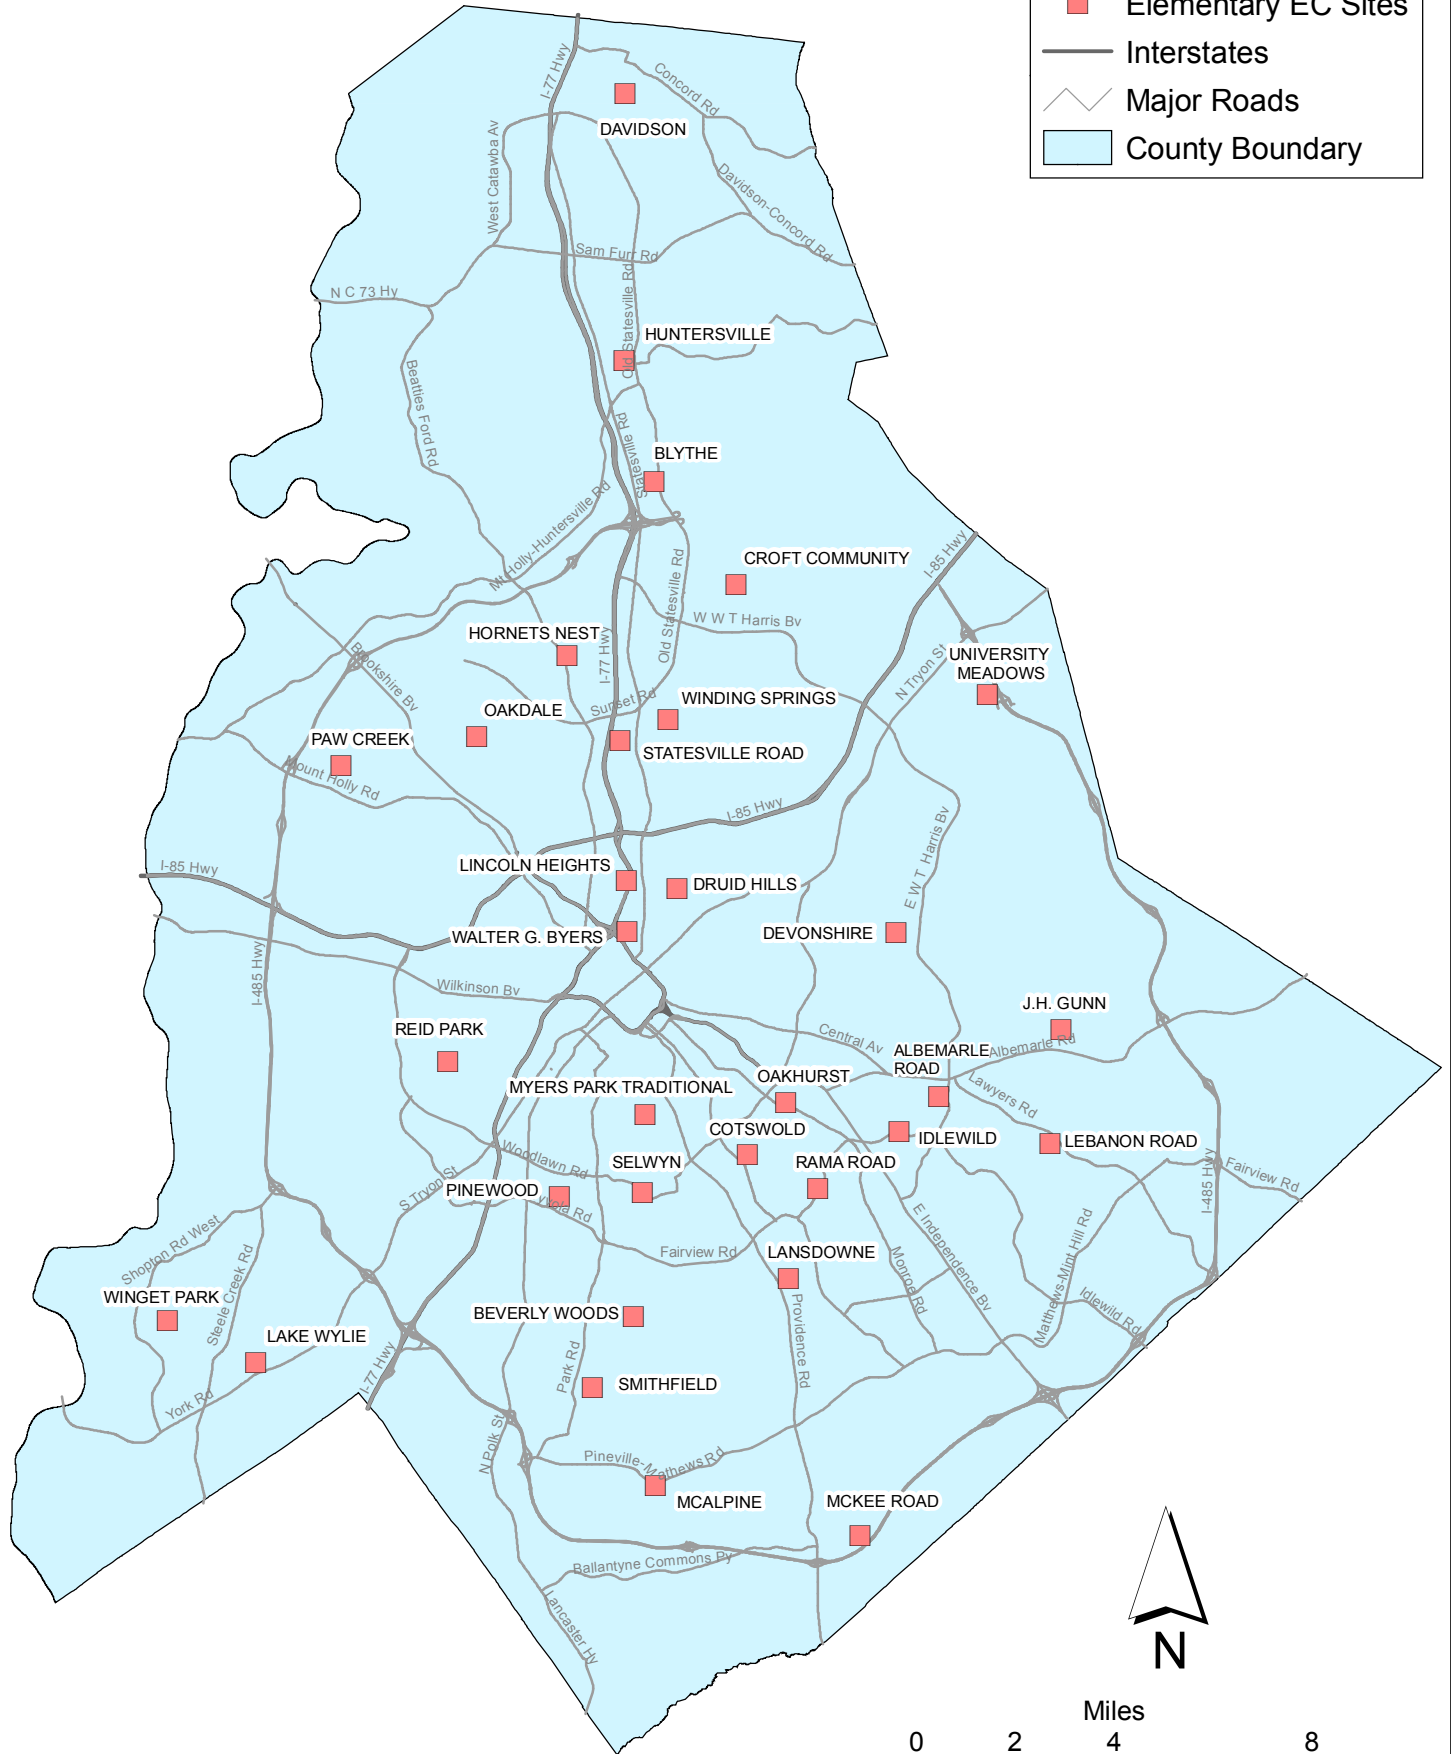 Elementary EC Sites
Interstates
Major Roads
County Boundary
I-77 Hwy
Concord Rd
DAVIDSON
West Catawba Av
Davidson-Concord Rd
Sam Furr Rd
Old Statesville Rd
N C 73 Hy
HUNTERSVILLE
Beatties Ford Rd
Statesville Rd
BLYTHE
Mt Holly-Huntersville Rd
I-85 Hwy
CROFT COMMUNITY
Old Statesville Rd
W W T Harris Bv
HORNETS NEST
I-77 Hwy
N Tryon St
UNIVERSITY
MEADOWS
Brookshire Bv
Sunset Rd
WINDING SPRINGS
OAKDALE
PAW CREEK
STATESVILLE ROAD
Mount Holly Rd
I-85 Hwy
E W T Harris Bv
I-85 Hwy
LINCOLN HEIGHTS
DRUID HILLS
WALTER G. BYERS
DEVONSHIRE
I-485 Hwy
Wilkinson Bv
J.H. GUNN
REID PARK
Central Av
ALBEMARLE
ROAD
Albemarle Rd
MYERS PARK TRADITIONAL
OAKHURST
Lawyers Rd
COTSWOLD
IDLEWILD
LEBANON ROAD
Woodlawn Rd
SELWYN
RAMA ROAD
I-485 Hwy
Fairview Rd
S Tryon St
PINEWOOD
Fairview Rd
LANSDOWNE
E Independence Bv
Monroe Rd
Matthews-Mint Hill Rd
Idlewild Rd
Shopton Rd West
Steele Creek Rd
WINGET PARK
BEVERLY WOODS
Providence Rd
LAKE WYLIE
I-77 Hwy
Park Rd
SMITHFIELD
York Rd
N Polk St
Pineville-Mathews Rd
MCALPINE
MCKEE ROAD
Ballantyne Commons Py
Lancaster Hy
N
Miles
0 2 4 8